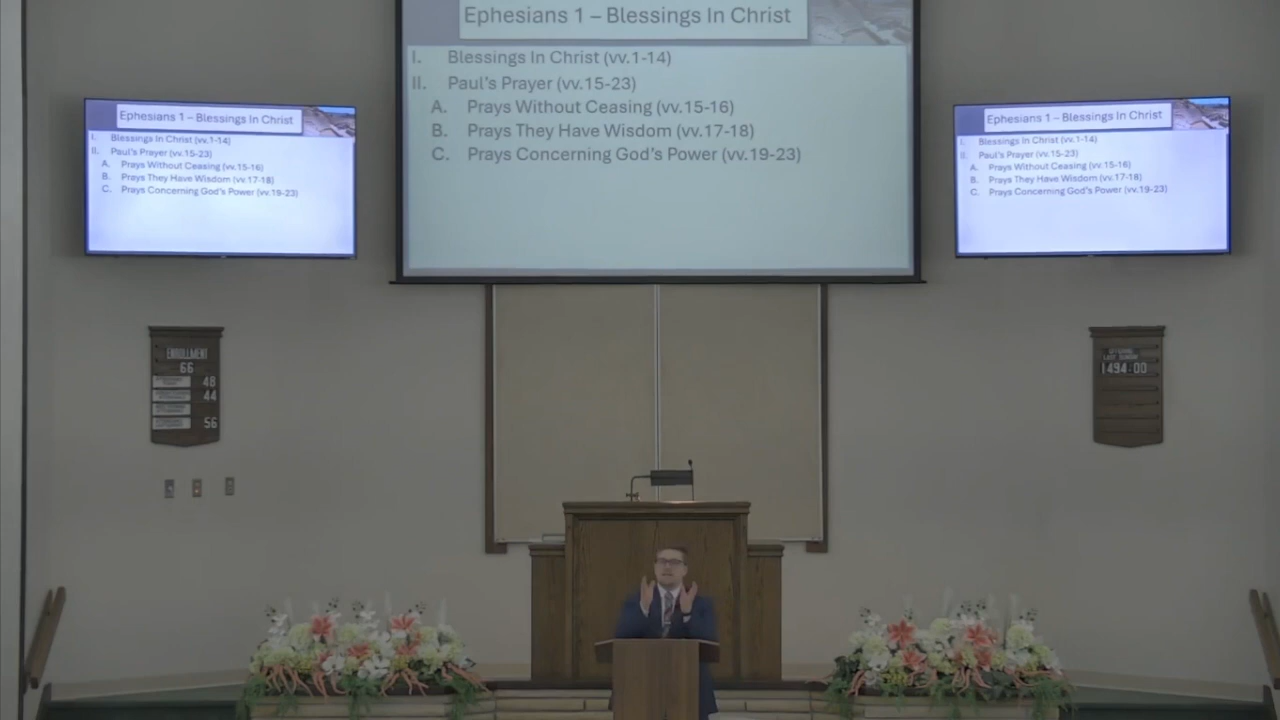 Ephesians 1 – Blessings In Christ
I. Blessings In Christ (vv.1-14)
II. Paul's Prayer (vv.15-23)
A. Prays Without Ceasing (vv.15-16)
B. Prays They Have Wisdom (vv.17-18)
C. Prays Concerning God's Power (vv.19-23)
Ephesians 1 – Blessings In Christ
I. Blessings In Christ (vv.1-14)
II. Paul's Prayer (vv.15-23)
A. Prays Without Ceasing (vv.15-16)
B. Prays They Have Wisdom (vv.17-18)
C. Prays Concerning God's Power (vv.19-23)
Ephesians 1 – Blessings In Christ
I. Blessings In Christ (vv.1-14)
II. Paul's Prayer (vv.15-23)
A. Prays Without Ceasing (vv.15-16)
B. Prays They Have Wisdom (vv.17-18)
C. Prays Concerning God's Power (vv.19-23)
ENROLLMENT
66
48
44
56
LAST SUNDAY
1494.00